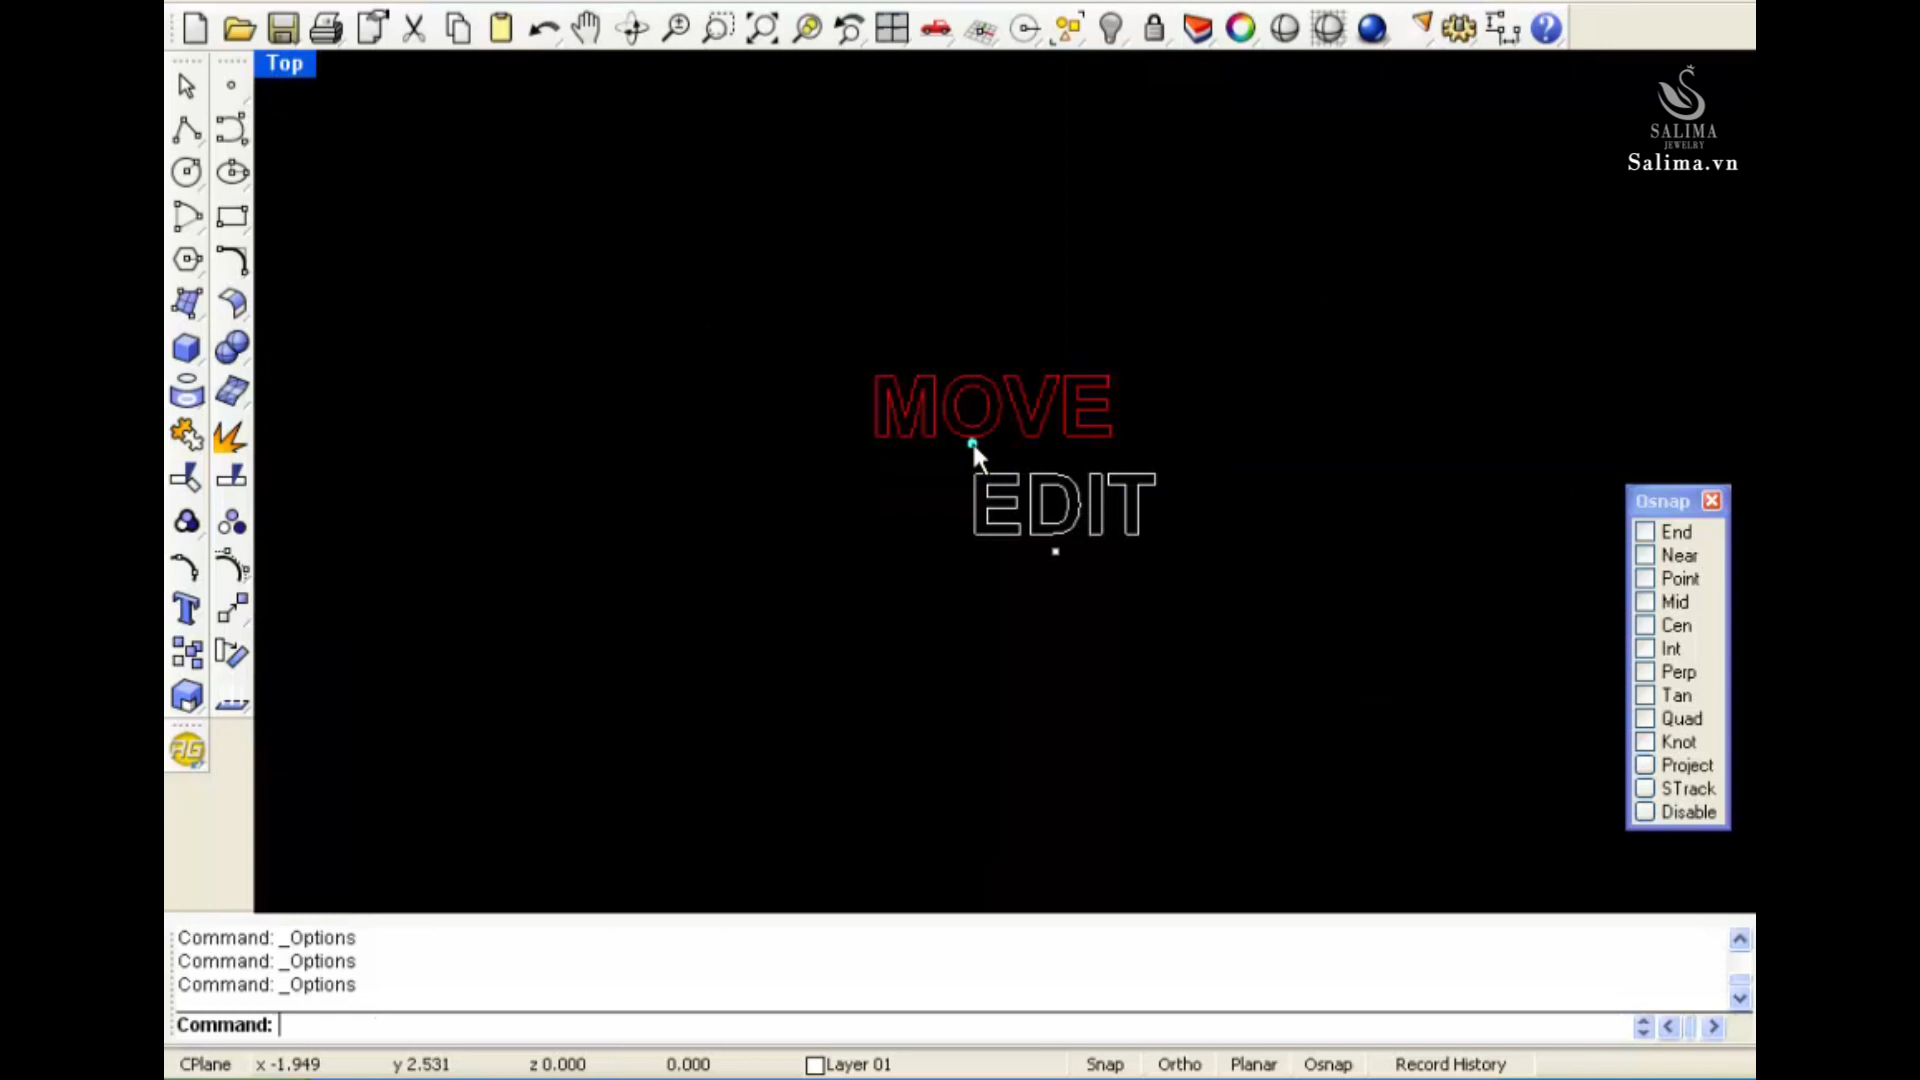 Top
SALIMA
JEWELRY
Salima.vn
MOVE
EDIT
Osnap
End
Near
Point
Mid
Cen
Int
Perp
Tan
Quad
Knot
Project
STrack
Disable
Command: _Options
Command: _Options
Command: _Options
Command:
CPlane x -1.949 y 2.531 z 0.000 0.000 Layer 01 Snap Ortho Planar Osnap Record History